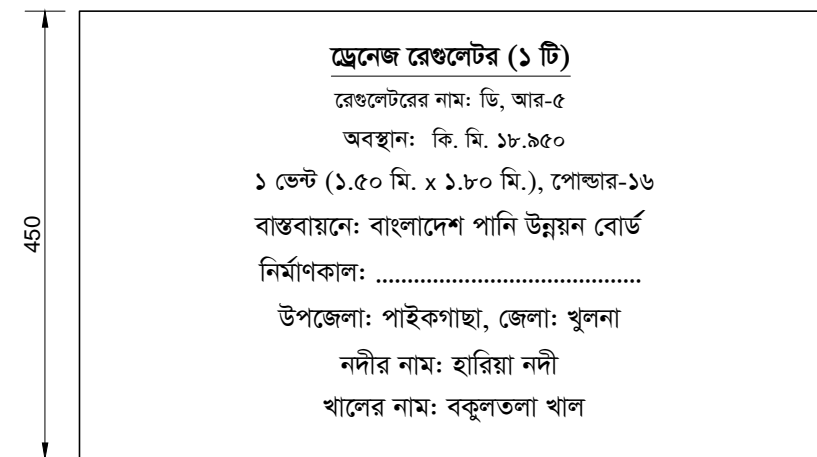 ড্রেনেজ রেগুলেটর (১ টি)
রেগুলেটরের নাম: ডি, আর-৫
অবস্থান: কি. মি. ১৮.৯৫০
১ ভেন্ট (১.৫০ মি. x ১.৮০ মি.), পোল্ডার-১৬
বাস্তবায়নে: বাংলাদেশ পানি উন্নয়ন বোর্ড
নির্মাণকাল: ..........................................
উপজেলা: পাইকগাছা, জেলা: খুলনা
নদীর নাম: হারিয়া নদী
খালের নাম: বকুলতলা খাল
450